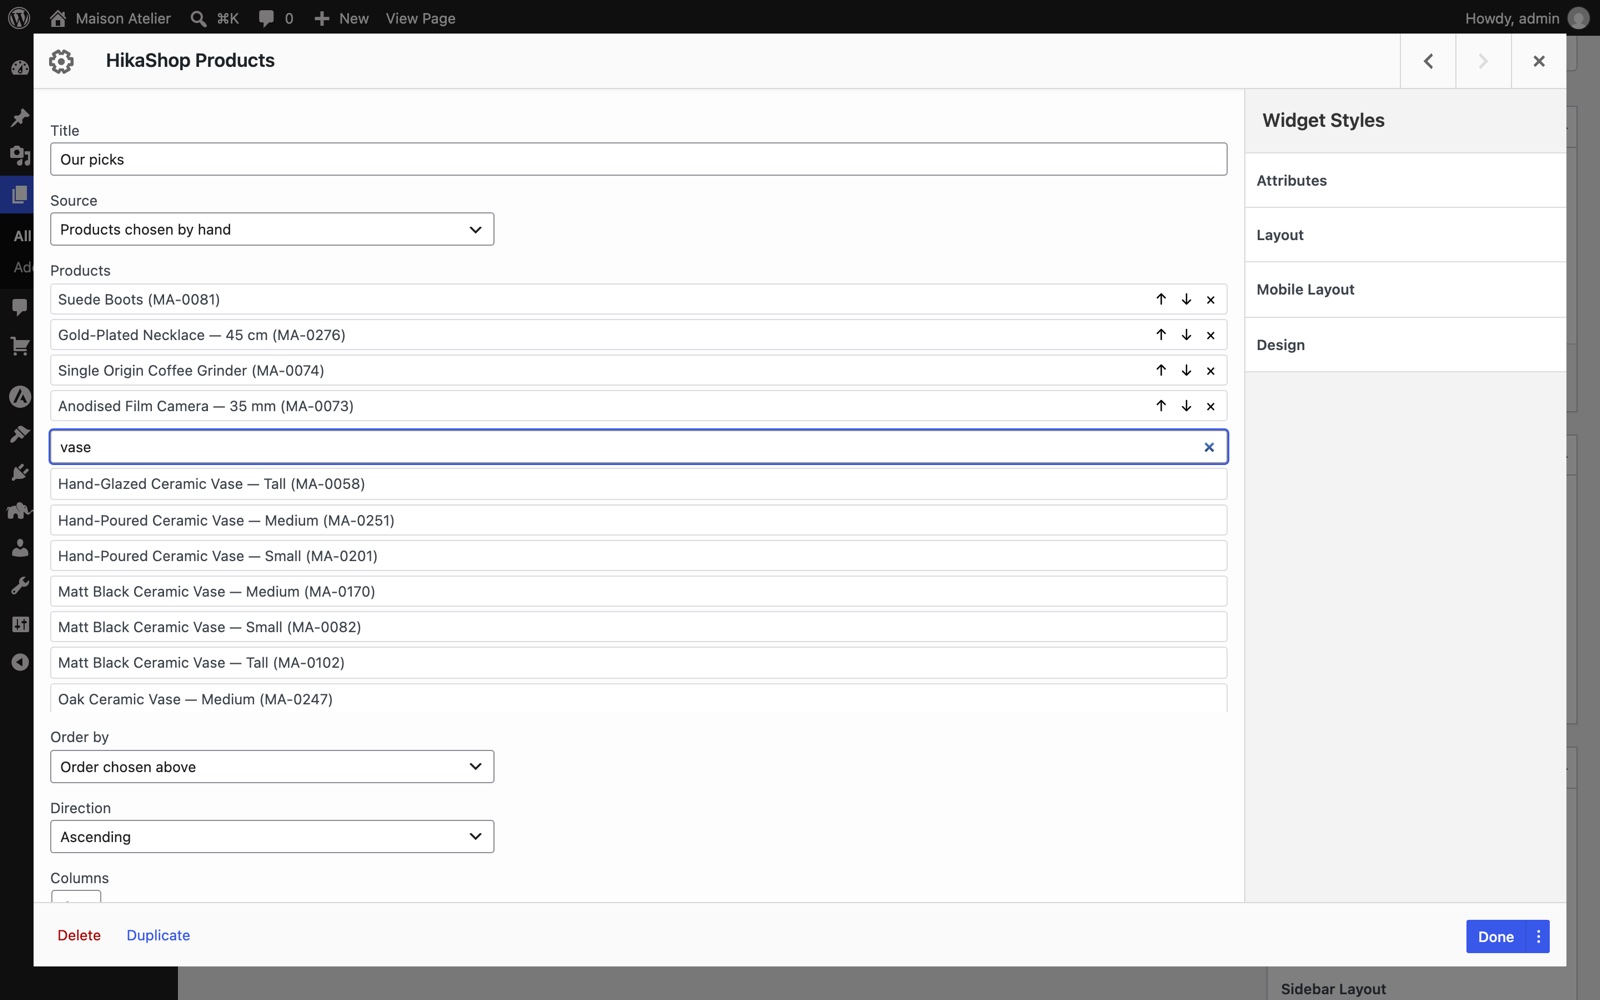 Maison Atelier
⌘K
0
New
View Page
Howdy, admin
HikaShop Products
All
Title
Our picks
Source
Products chosen by hand
Products
Suede Boots (MA-0081)
Gold-Plated Necklace — 45 cm (MA-0276)
Single Origin Coffee Grinder (MA-0074)
Anodised Film Camera — 35 mm (MA-0073)
vase
Hand-Glazed Ceramic Vase — Tall (MA-0058)
Hand-Poured Ceramic Vase — Medium (MA-0251)
Hand-Poured Ceramic Vase — Small (MA-0201)
Matt Black Ceramic Vase — Medium (MA-0170)
Matt Black Ceramic Vase — Small (MA-0082)
Matt Black Ceramic Vase — Tall (MA-0102)
Oak Ceramic Vase — Medium (MA-0247)
Order by
Order chosen above
Direction
Ascending
Columns
Widget Styles
Attributes
Layout
Mobile Layout
Design
Delete
Duplicate
Done
Sidebar Layout